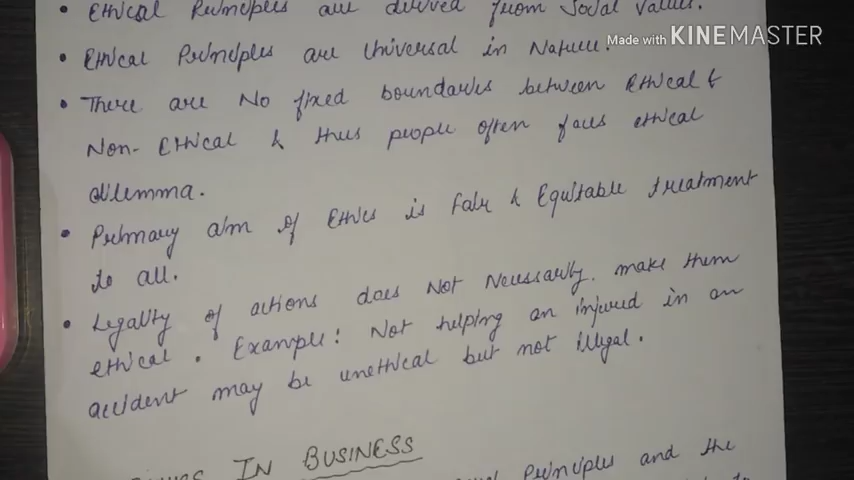 • Ethical Principles are derived from Social Values.
• Ethical Principles are Universal in Nature.
Made with KINEMASTER
• There are No fixed boundaries between Ethical &
Non-Ethical & thus people often faces ethical
dilemma.
• Primary aim of Ethics is Fair & Equitable treatment
to all.
• Legality of actions does Not Necessarily make them
ethical. Example: Not helping an injured in an
accident may be unethical but not illegal.
IN BUSINESS
Principles and the